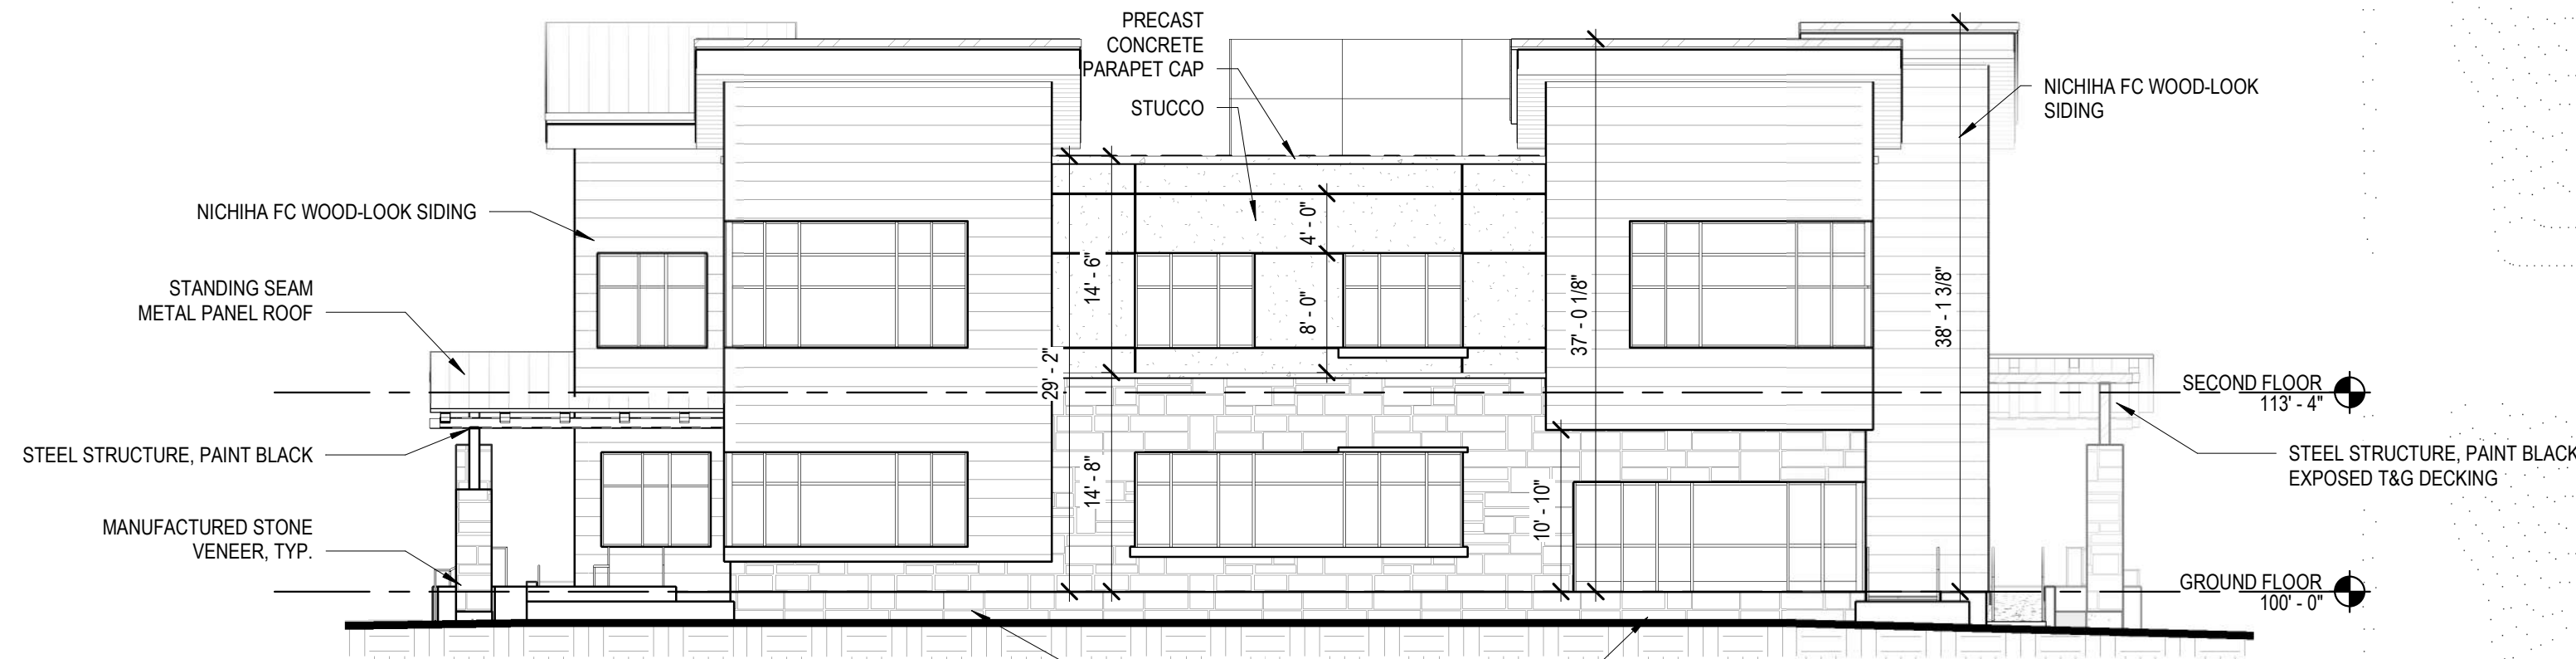 PRECAST
CONCRETE
PARAPET CAP
STUCCO
NICHIHA FC WOOD-LOOK
SIDING
NICHIHA FC WOOD-LOOK SIDING
STANDING SEAM
METAL PANEL ROOF
STEEL STRUCTURE, PAINT BLACK
MANUFACTURED STONE
VENEER, TYP.
29' - 2"
14' - 6"
14' - 8"
4' - 0"
8' - 0"
10' - 10"
37' - 0 1/8"
38' - 1 3/8"
SECOND FLOOR
113' - 4"
STEEL STRUCTURE, PAINT BLACK
EXPOSED T&G DECKING
GROUND FLOOR
100' - 0"